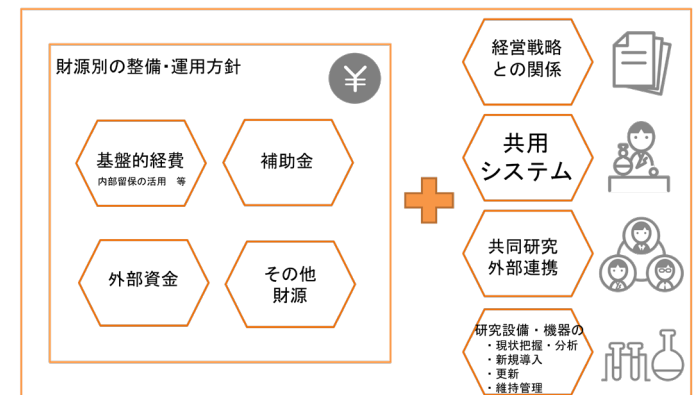 財源別の整備・運用方針
¥
基盤的経費
内部留保の活用　等
補助金
外部資金
その他
財源
経営戦略
との関係
共用
システム
共同研究
外部連携
研究設備・機器の
・現状把握・分析
・新規導入
・更新
・維持管理